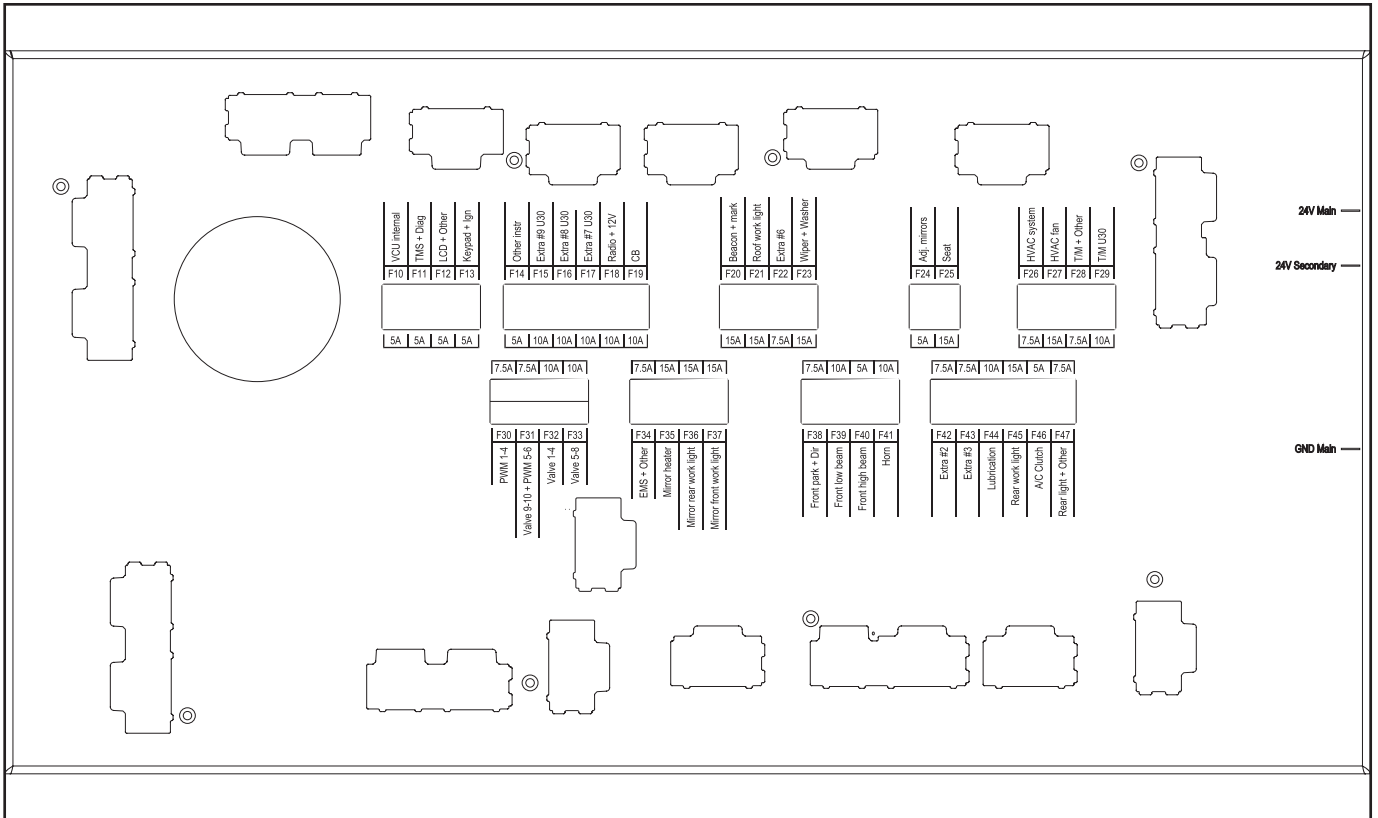 VCU internal
TMS + Diag
LCD + Other
Keypad + Ign
Other instr
Extra #9 U30
Extra #8 U30
Extra #7 U30
Radio + 12V
CB
Beacon + mark
Roof work light
Extra #6
Wiper + Washer
Adj. mirrors
Seat
HVAC system
HVAC fan
T/M + Other
T/M U30
24V Main
24V Secondary
F10 F11 F12 F13 F14 F15 F16 F17 F18 F19 F20 F21 F22 F23 F24 F25 F26 F27 F28 F29
5A 5A 5A 5A 5A 10A 10A 10A 10A 10A 15A 15A 7.5A 15A 5A 15A 7.5A 15A 7.5A 10A
7.5A 7.5A 10A 10A 7.5A 15A 15A 15A 7.5A 10A 5A 10A 7.5A 7.5A 10A 15A 5A 7.5A
F30 F31 F32 F33 F34 F35 F36 F37 F38 F39 F40 F41 F42 F43 F44 F45 F46 F47
PWM 1-4
Valve 9-10 + PWM 5-6
Valve 1-4
Valve 5-8
EMS + Other
Mirror heater
Mirror rear work light
Mirror front work light
Front park + Dir
Front low beam
Front high beam
Horn
Extra #2
Extra #3
Lubrication
Rear work light
A/C Clutch
Rear light + Other
GND Main